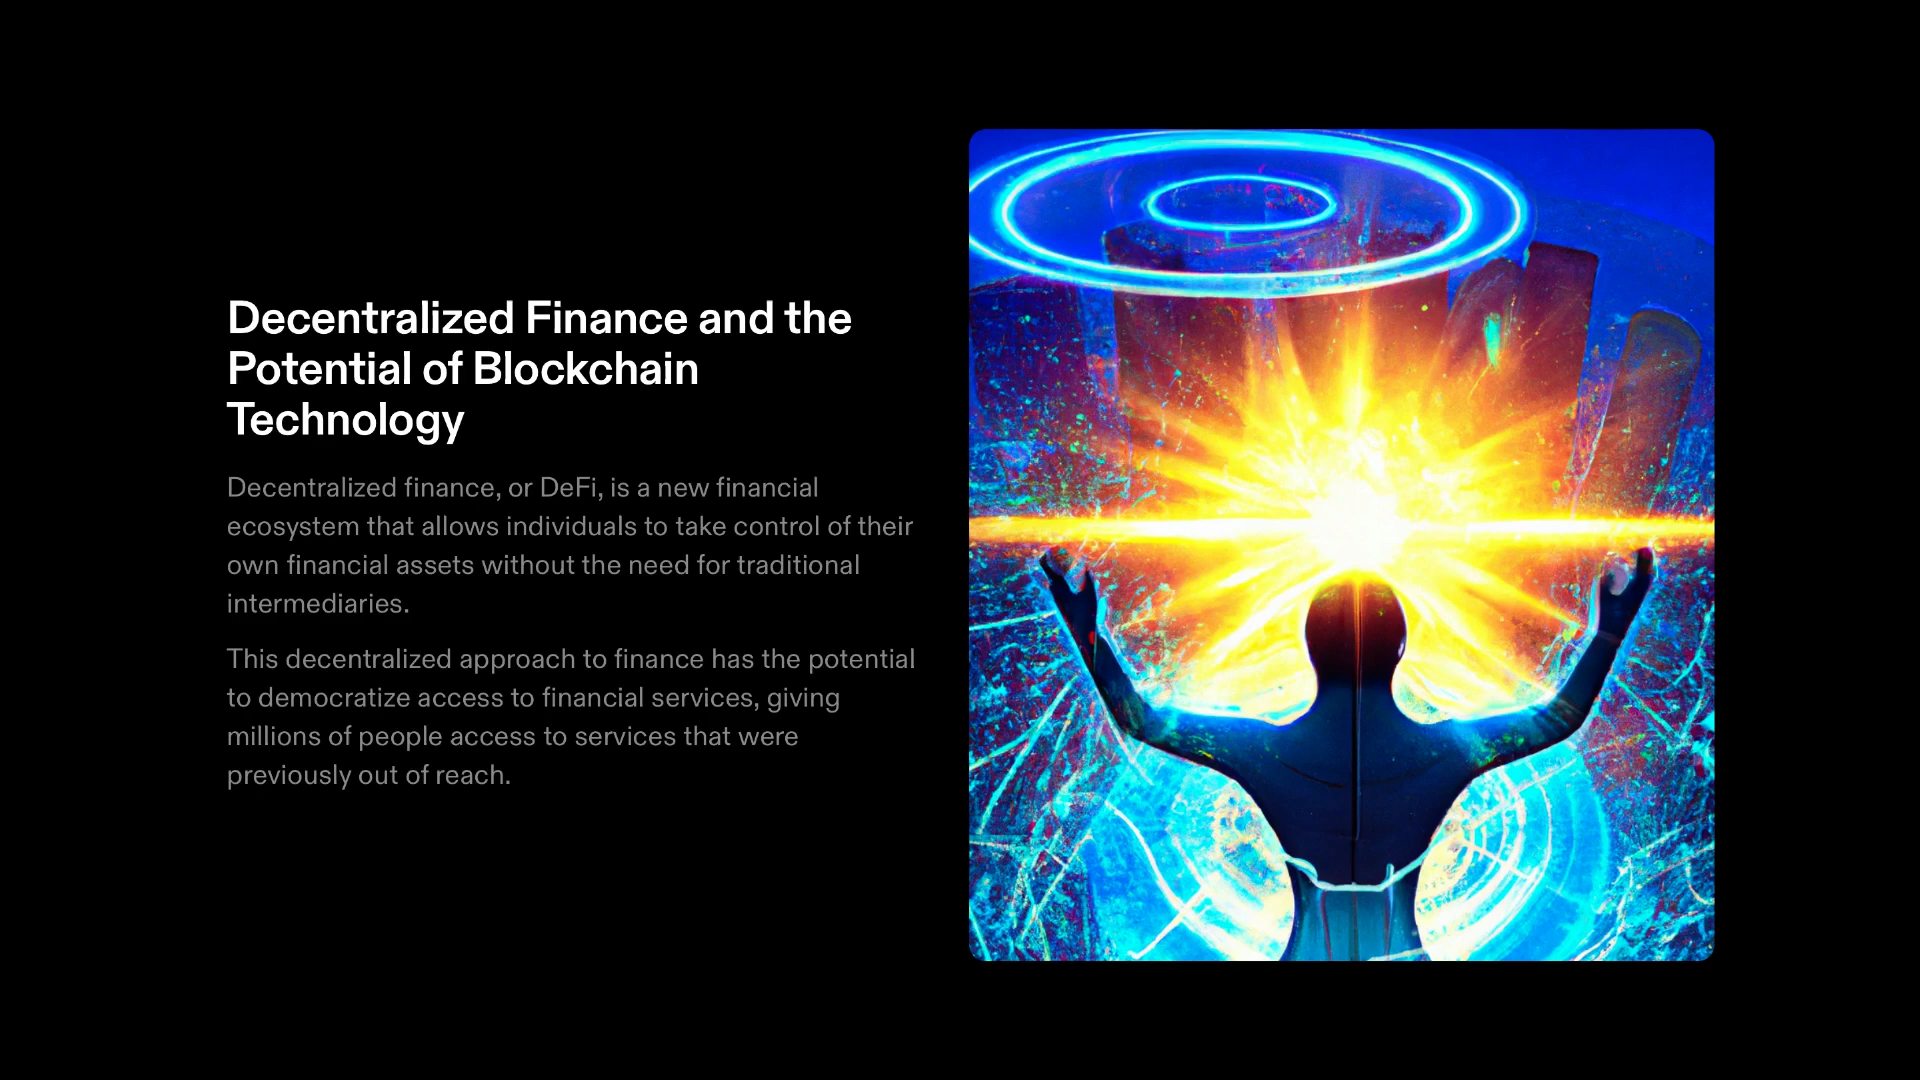 Decentralized Finance and the
Potential of Blockchain
Technology
Decentralized finance, or DeFi, is a new financial
ecosystem that allows individuals to take control of their
own financial assets without the need for traditional
intermediaries.
This decentralized approach to finance has the potential
to democratize access to financial services, giving
millions of people access to services that were
previously out of reach.